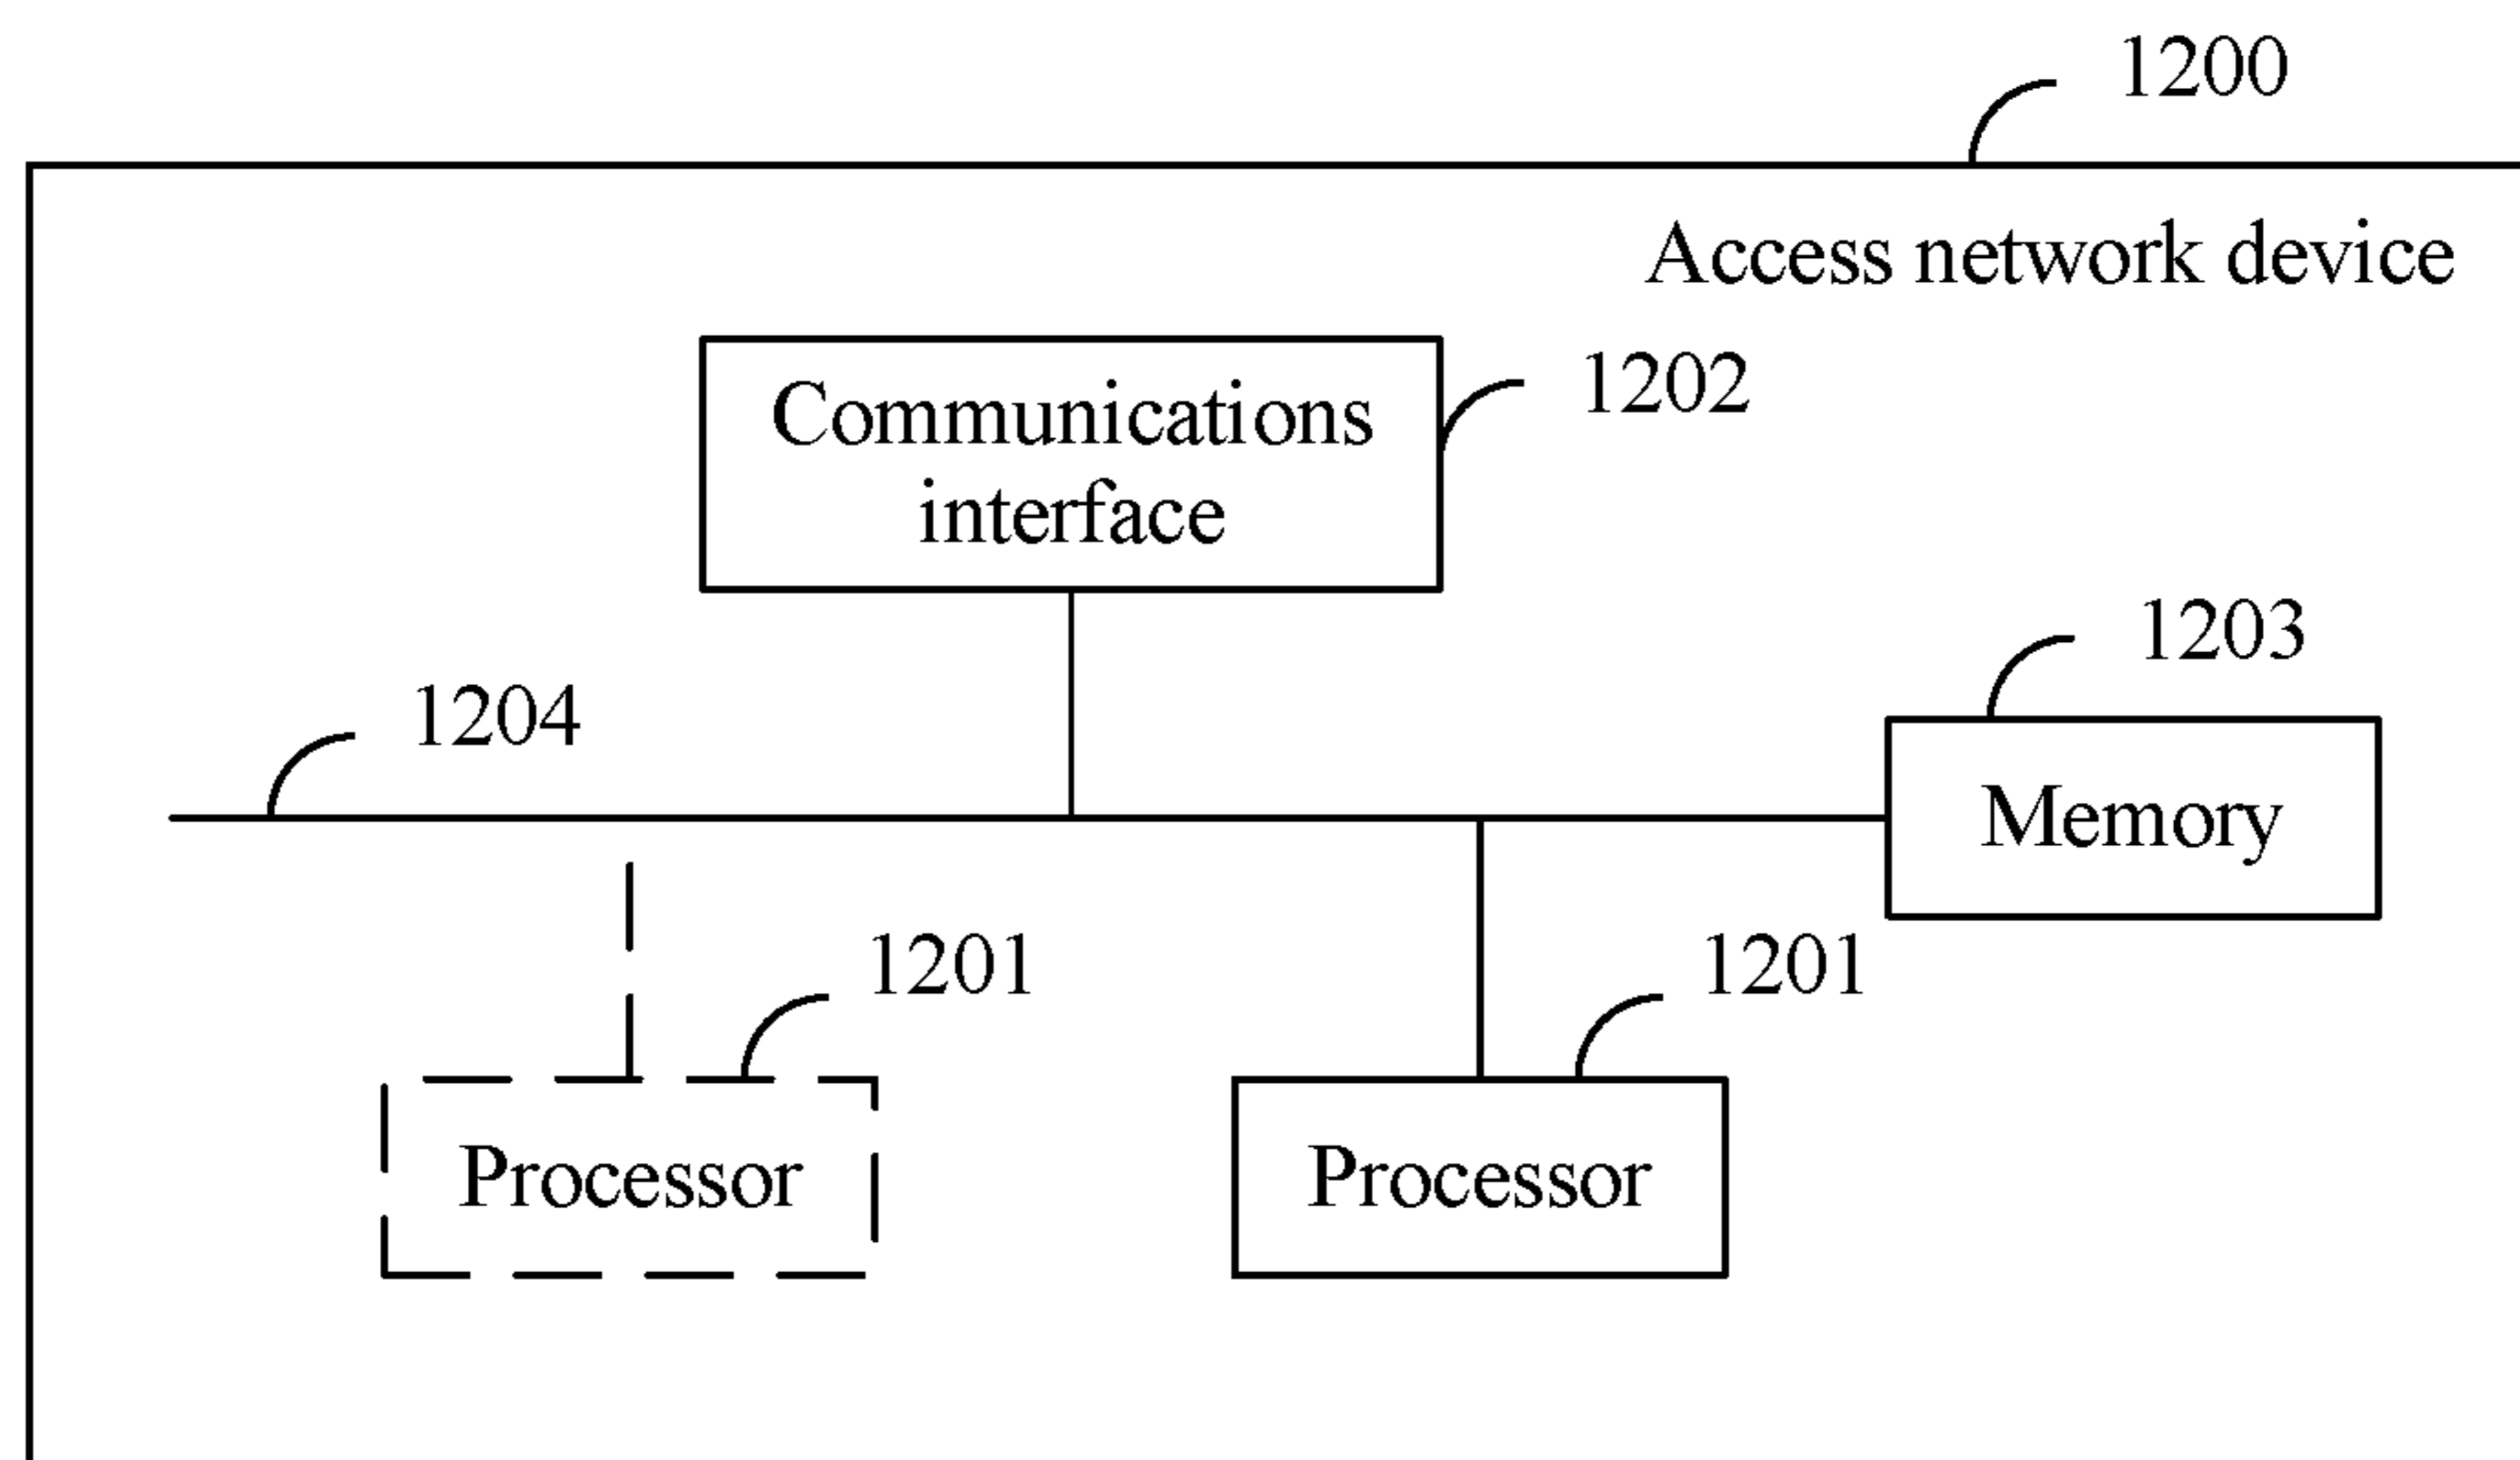 1200
Access network device
Communications
interface
1202
1203
1204
Memory
1201
1201
Processor
Processor